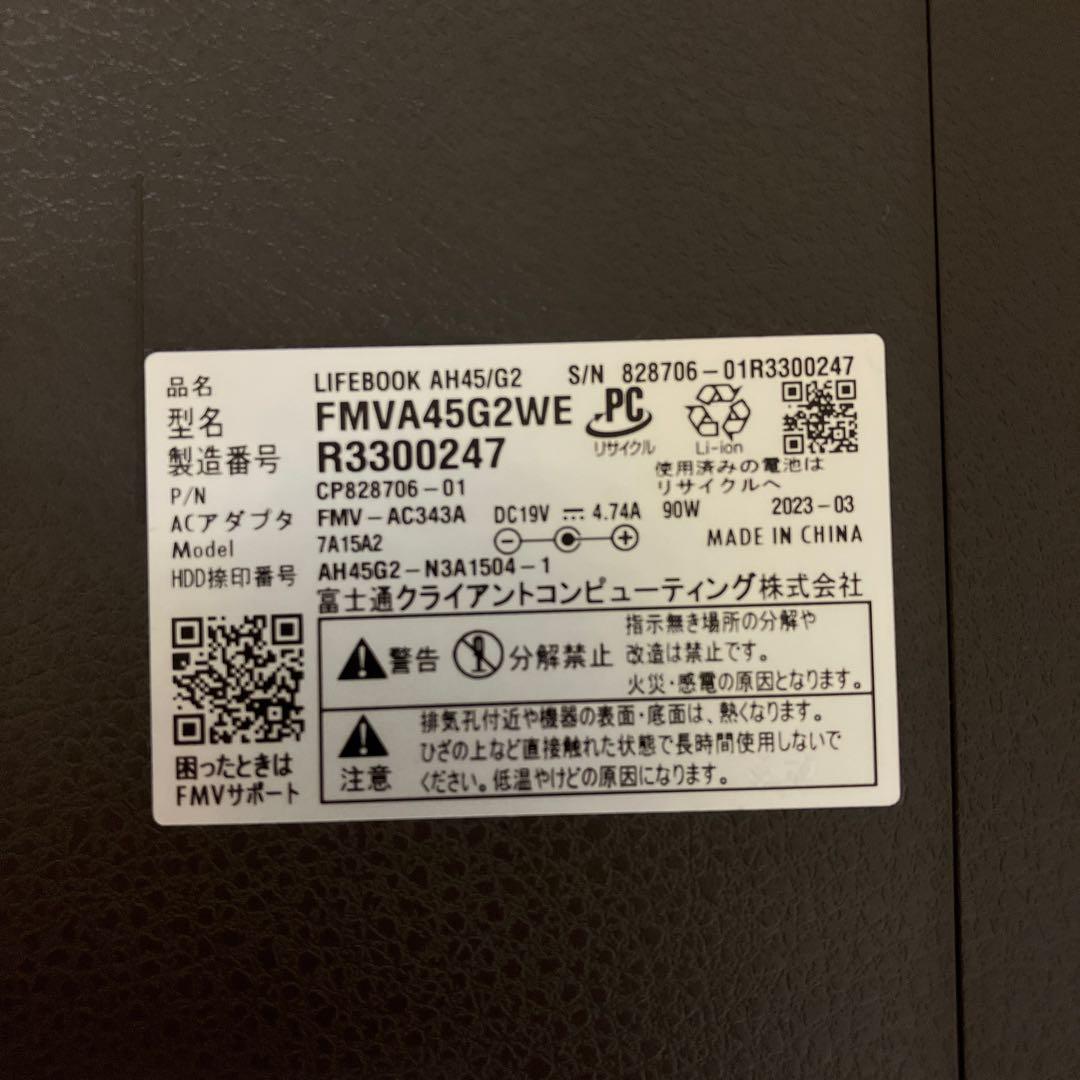 品名 LIFEBOOK AH45/G2 S/N 828706-01R3300247
型名 FMVA45G2WE
製造番号 R3300247
PC リサイクル
Li-ion
使用済みの電池は
リサイクルへ
P/N CP828706-01
ACアダプタ FMV-AC343A DC19V ⎓ 4.74A 90W 2023-03
Model 7A15A2
MADE IN CHINA
HDD捺印番号 AH45G2-N3A1504-1
富士通クライアントコンピューティング株式会社
警告 分解禁止
指示無き場所の分解や
改造は禁止です。
火災・感電の原因となります。
注意
排気孔付近や機器の表面・底面は、熱くなります。
ひざの上など直接触れた状態で長時間使用しないで
ください。低温やけどの原因になります。
困ったときは
FMVサポート